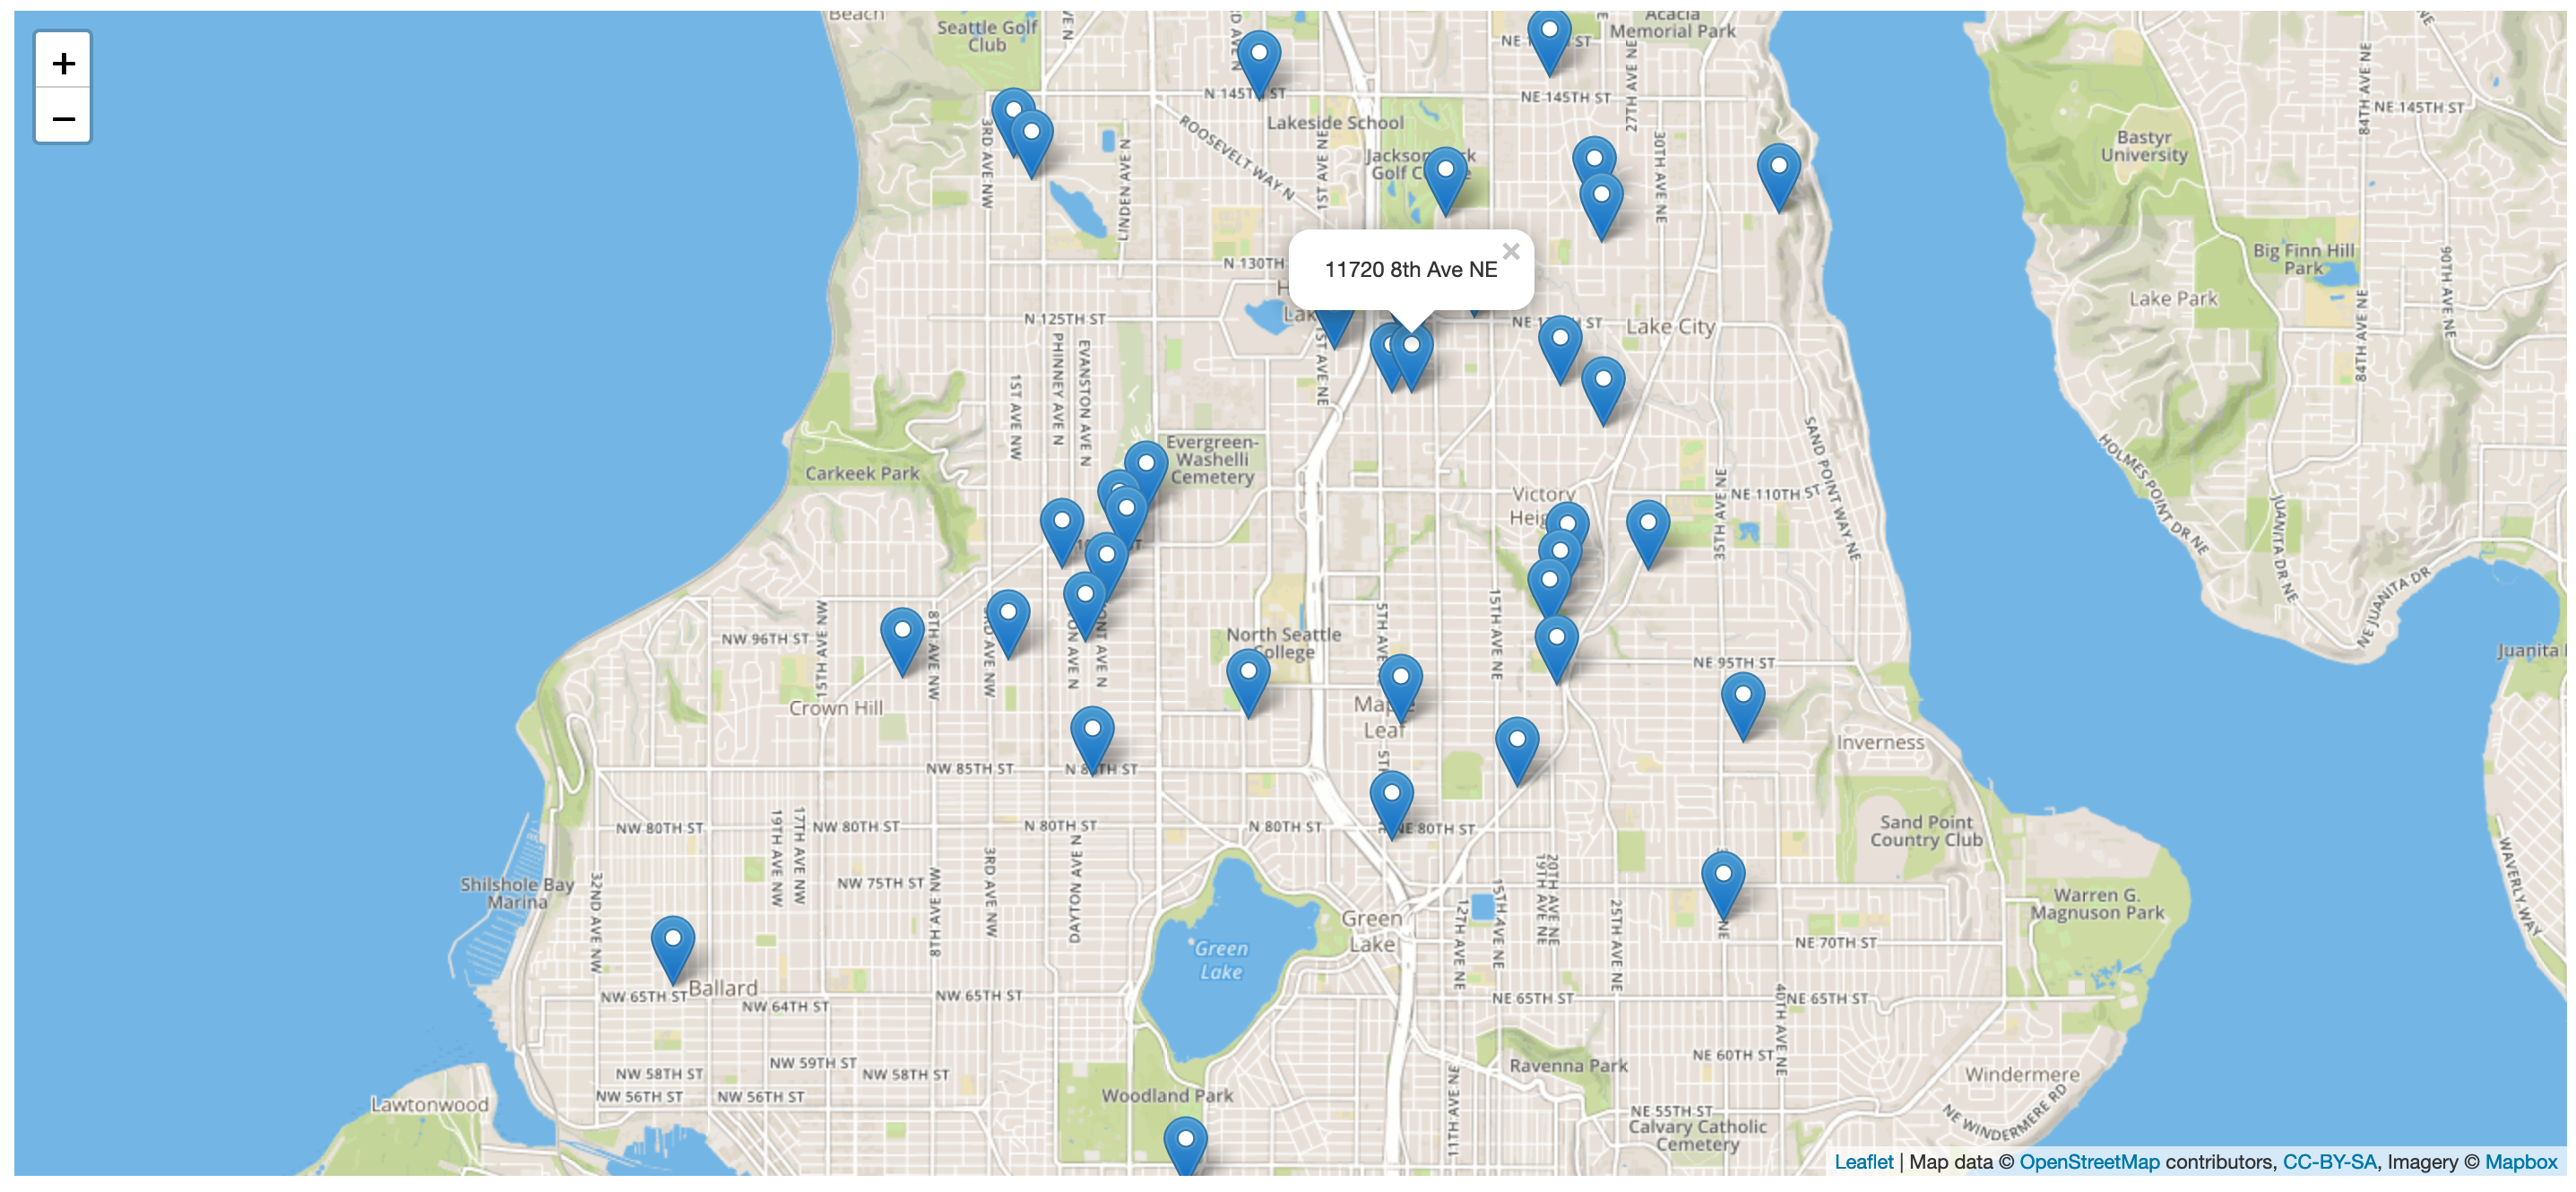 Beach
Seattle Golf
Club
Acacia
Memorial Park
+
−
N 145TH ST
NE 145TH ST
27TH AVE NE
84TH AVE NE
NE 145TH ST
Lakeside School
ROOSEVELT WAY N
3RD AVE NW
LINDEN AVE N
1ST AVE NE
30TH AVE NE
Bastyr
University
Big Finn Hill
Park
Lake Park
90TH AVE NE
84TH AVE NE
N 130TH
11720 8th Ave NE
×
N 125TH ST
Lake City
1ST AVE NE
1ST AVE NW
PHINNEY AVE N
EVANSTON AVE N
Evergreen-
Washelli
Cemetery
Carkeek Park
Victory
NE 110TH ST
35TH AVE NE
SAND POINT WAY NE
HOLMES POINT DR NE
JUANITA DR NE
NE JUANITA DR
Juanita
NW 96TH ST
15TH AVE NW
8TH AVE NW
3RD AVE NW
North Seattle
College
5TH AVE
15TH AVE NE
NE 95TH ST
Crown Hill
Leaf
Inverness
NW 85TH ST
NW 80TH ST
19TH AVE NW
17TH AVE NW
NW 80TH ST
N 80TH ST
N 80TH ST
NE 80TH ST
Sand Point
Country Club
Shilshole Bay
Marina
32ND AVE NW
NW 75TH ST
8TH AVE NW
3RD AVE NW
DAYTON AVE N
Green
Lake
Green
Lake
12TH AVE NE
15TH AVE NE
19TH AVE NE
20TH AVE NE
25TH AVE NE
NE 70TH ST
Warren G.
Magnuson Park
WAVERLY WAY
Ballard
NW 65TH ST
NW 64TH ST
NW 65TH ST
NE 65TH ST
40TH AVE NE
NE 65TH ST
NW 59TH ST
NW 58TH ST
NW 58TH ST
NW 56TH ST
NW 56TH ST
Lawtonwood
Woodland Park
11TH AVE NE
Ravenna Park
NE 60TH ST
Windermere
NE WINDERMERE RD
NE 55TH ST
Calvary Catholic
Cemetery
Leaflet | Map data © OpenStreetMap contributors, CC-BY-SA, Imagery © Mapbox